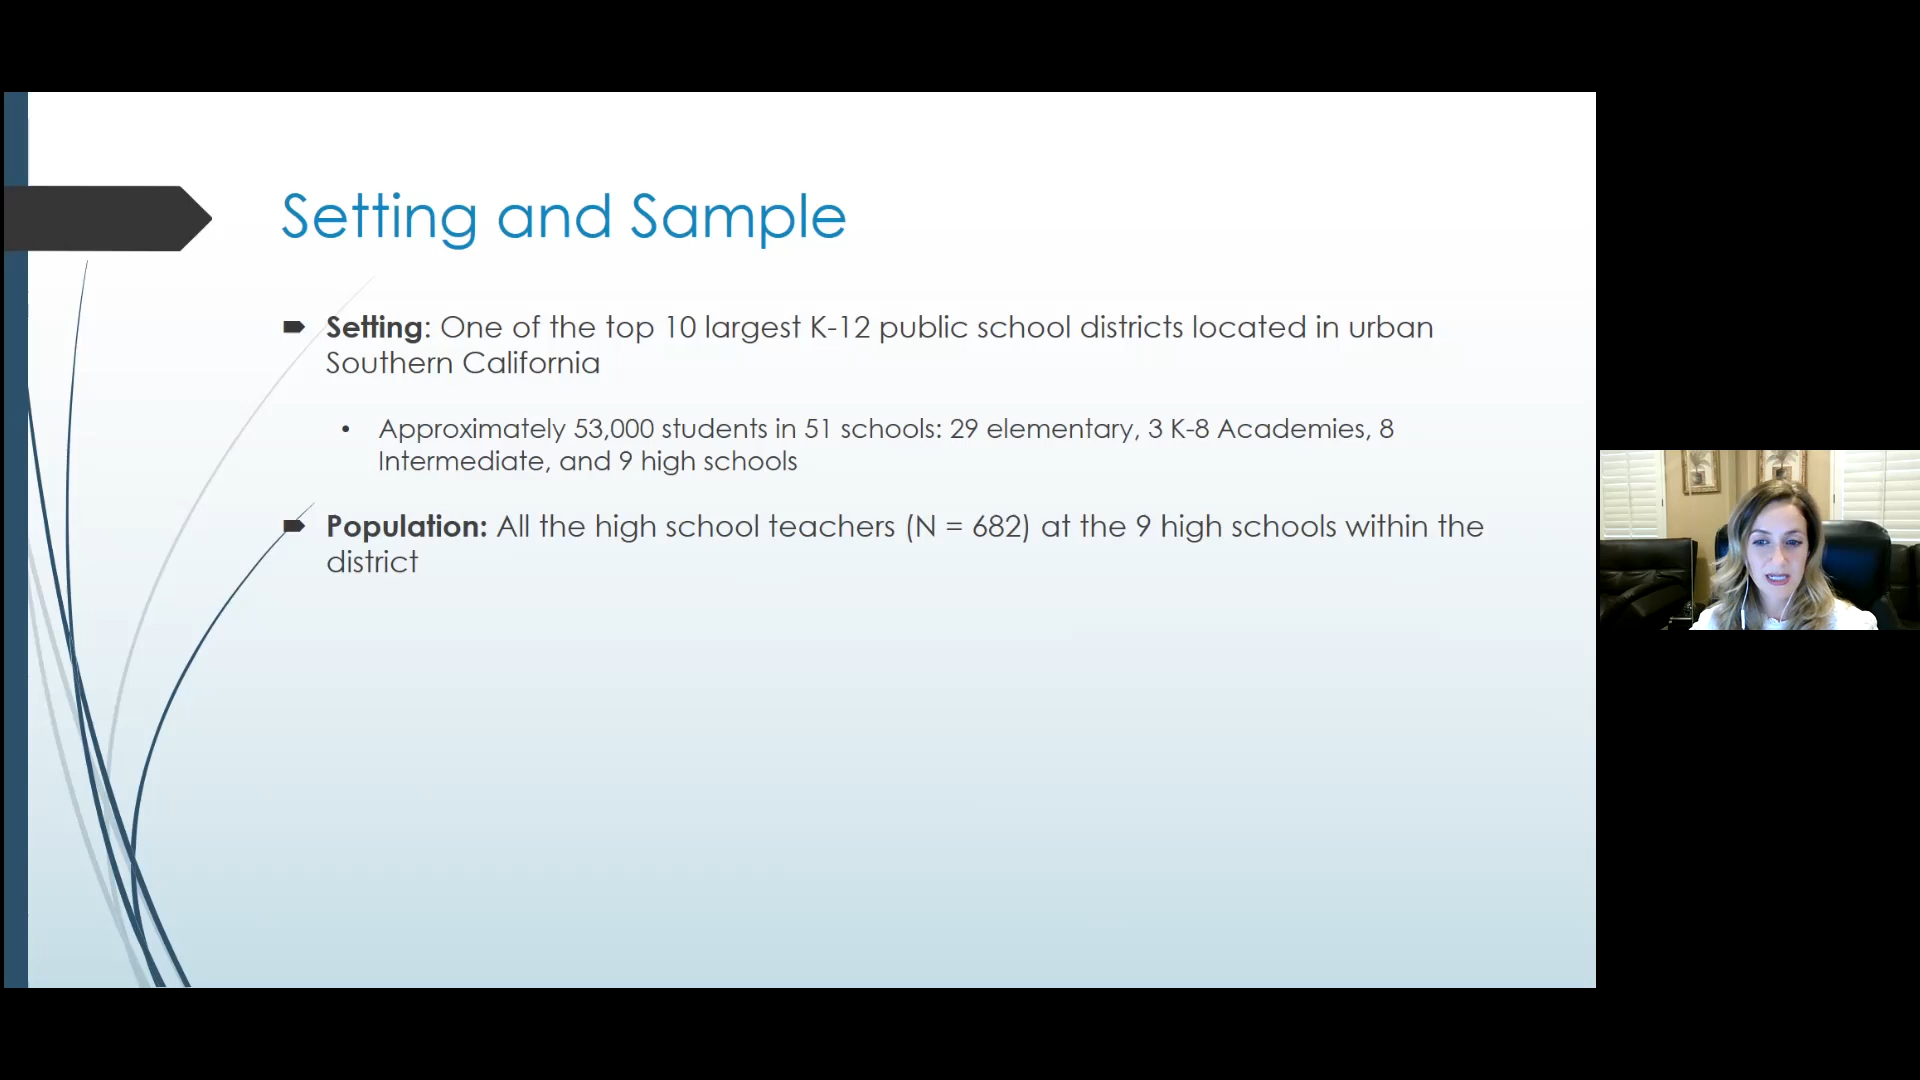 Setting and Sample
Setting: One of the top 10 largest K-12 public school districts located in urban
Southern California
• Approximately 53,000 students in 51 schools: 29 elementary, 3 K-8 Academies, 8
Intermediate, and 9 high schools
Population: All the high school teachers (N = 682) at the 9 high schools within the
district